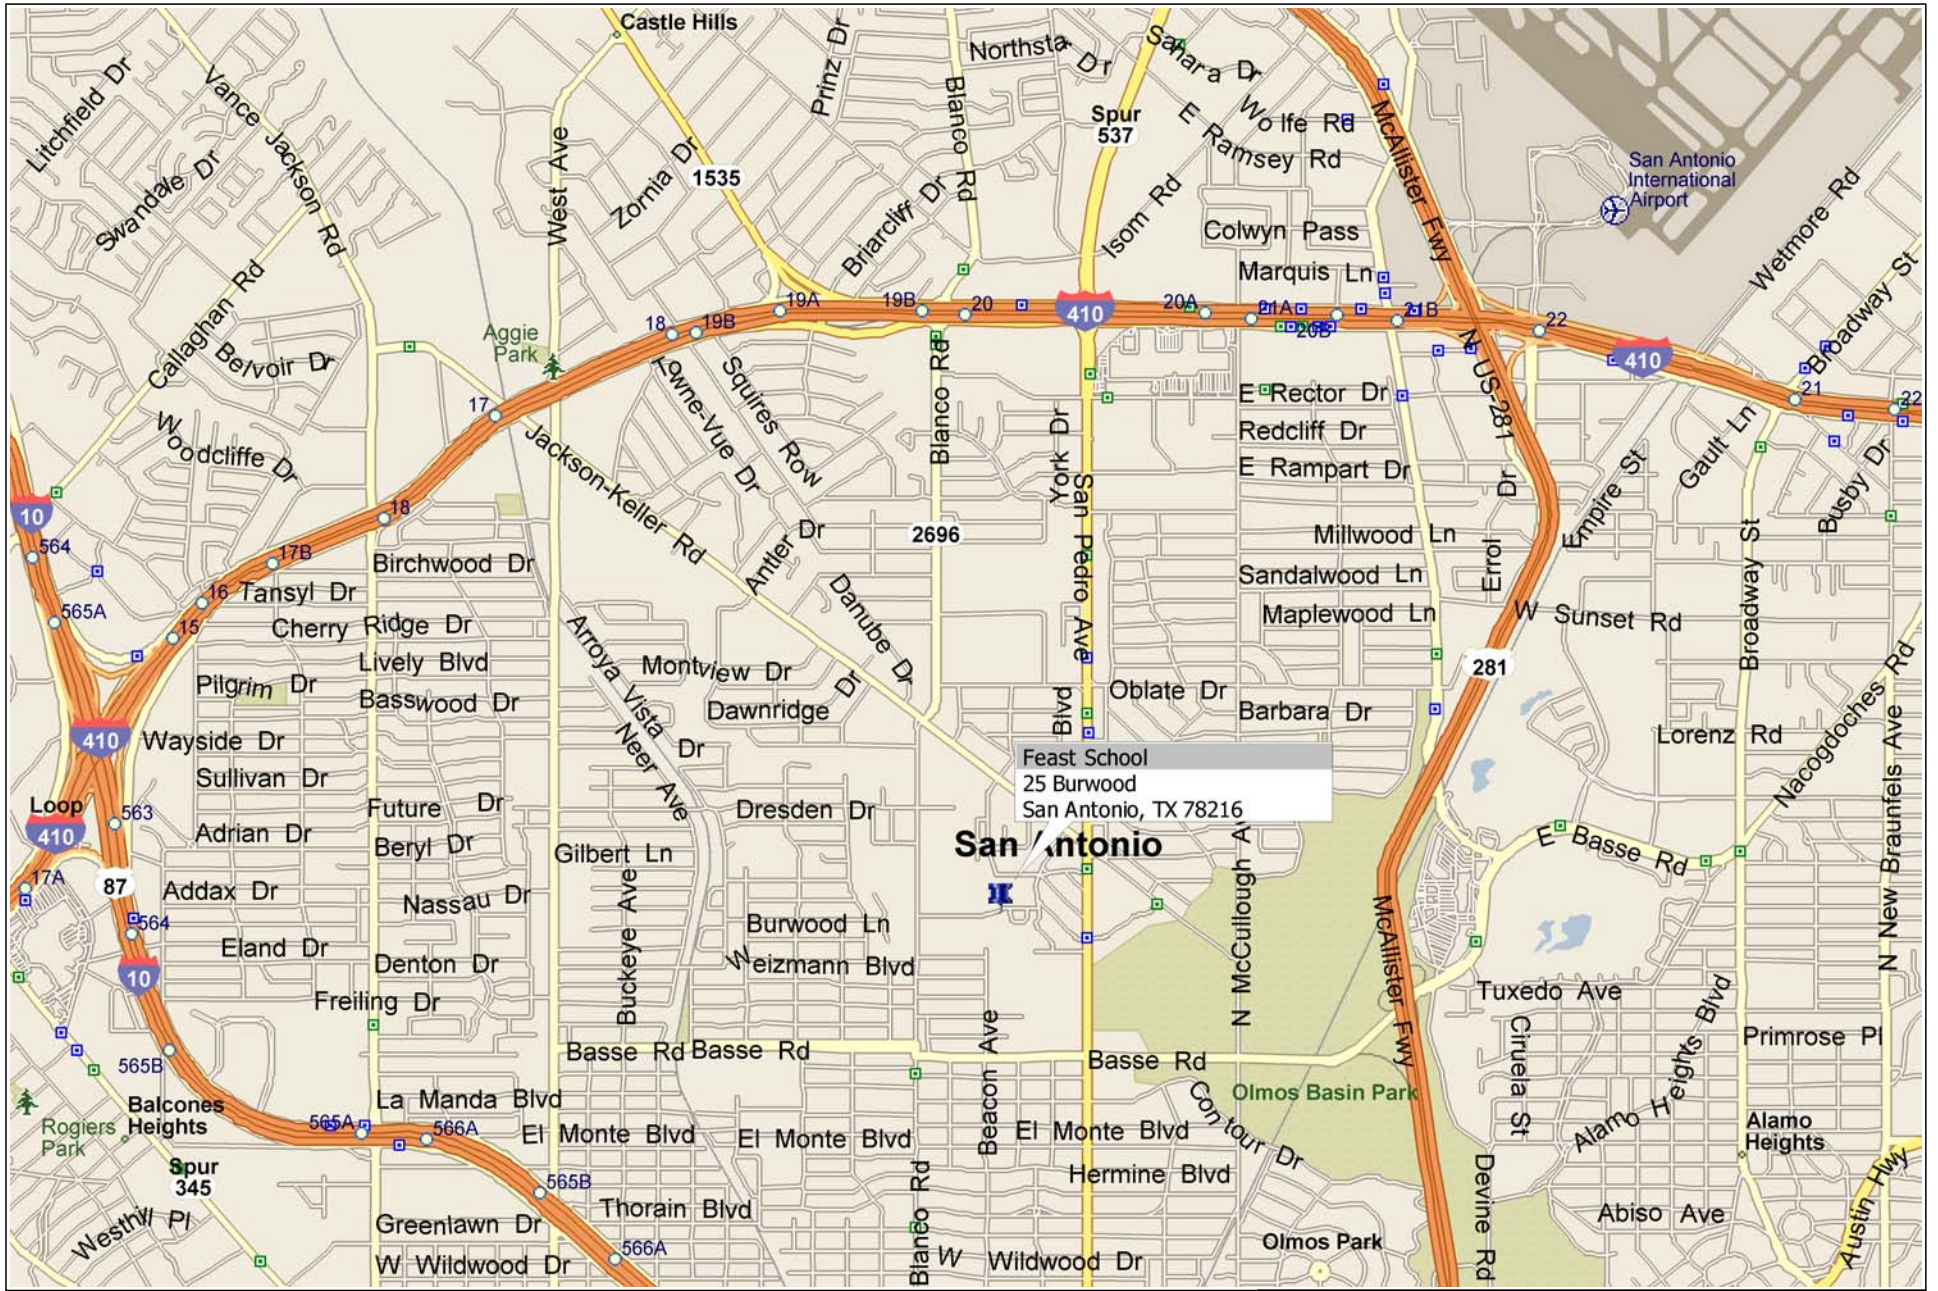 Castle Hills
Northsta Dr
Sahara Dr
Prinz Dr
Litchfield Dr
Vance Jackson Rd
Blanco Rd
Spur
537
E Ramsey Rd
Wolfe Rd
McAllister Fwy
San Antonio
International
Airport
Wetmore Rd
Swandale Dr
West Ave
Zornia Dr
1535
Briarcliff Dr
Isom Rd
Colwyn Pass
Marquis Ln
Broadway St
Callaghan Rd
Aggie
Park
18
19B
19A
19B
20
410
20A
21A
20B
21B
22
410
21
22
N US-281
Belvoir Dr
17
Towne-Vue Dr
Squires Row
Blanco Rd
York Dr
E Rector Dr
Redcliff Dr
E Rampart Dr
Gault Ln
Busby Dr
Woodcliffe Dr
Jackson-Keller Rd
San Pedro Ave
Errol Dr
Empire St
10
564
18
17B
2696
Millwood Ln
Birchwood Dr
Antler Dr
Broadway St
565A
16
15
Tansyl Dr
Sandalwood Ln
Danube Dr
Cherry Ridge Dr
Maplewood Ln
W Sunset Rd
Arroya Vista Dr
Lively Blvd
Montview Dr
281
Nacogdoches Rd
Pilgrim Dr
Basswood Dr
Dawnridge Dr
Blvd
Oblate Dr
Barbara Dr
410
Wayside Dr
Neer Ave
Lorenz Rd
Feast School
25 Burwood
San Antonio, TX 78216
Sullivan Dr
Loop
410
563
Future Dr
Dresden Dr
Adrian Dr
Beryl Dr
Gilbert Ln
San Antonio
E Basse Rd
N New Braunfels Ave
17A
87
Addax Dr
Nassau Dr
Buckeye Ave
N McCullough Ave
McAllister Fwy
564
Burwood Ln
Eland Dr
Denton Dr
Weizmann Blvd
10
Freiling Dr
Tuxedo Ave
Alamo Heights Blvd
Ciruela St
Primrose Pl
565B
Basse Rd
Basse Rd
Beacon Ave
Basse Rd
Olmos Basin Park
Contour Dr
Balcones
Heights
Rogiers
Park
La Manda Blvd
565A
566A
El Monte Blvd
El Monte Blvd
El Monte Blvd
Alamo
Heights
Spur
345
Hermine Blvd
Devine Rd
Austin Hwy
565B
Blanco Rd
Westhill Pl
Thorain Blvd
Abiso Ave
Greenlawn Dr
566A
Olmos Park
W Wildwood Dr
W Wildwood Dr